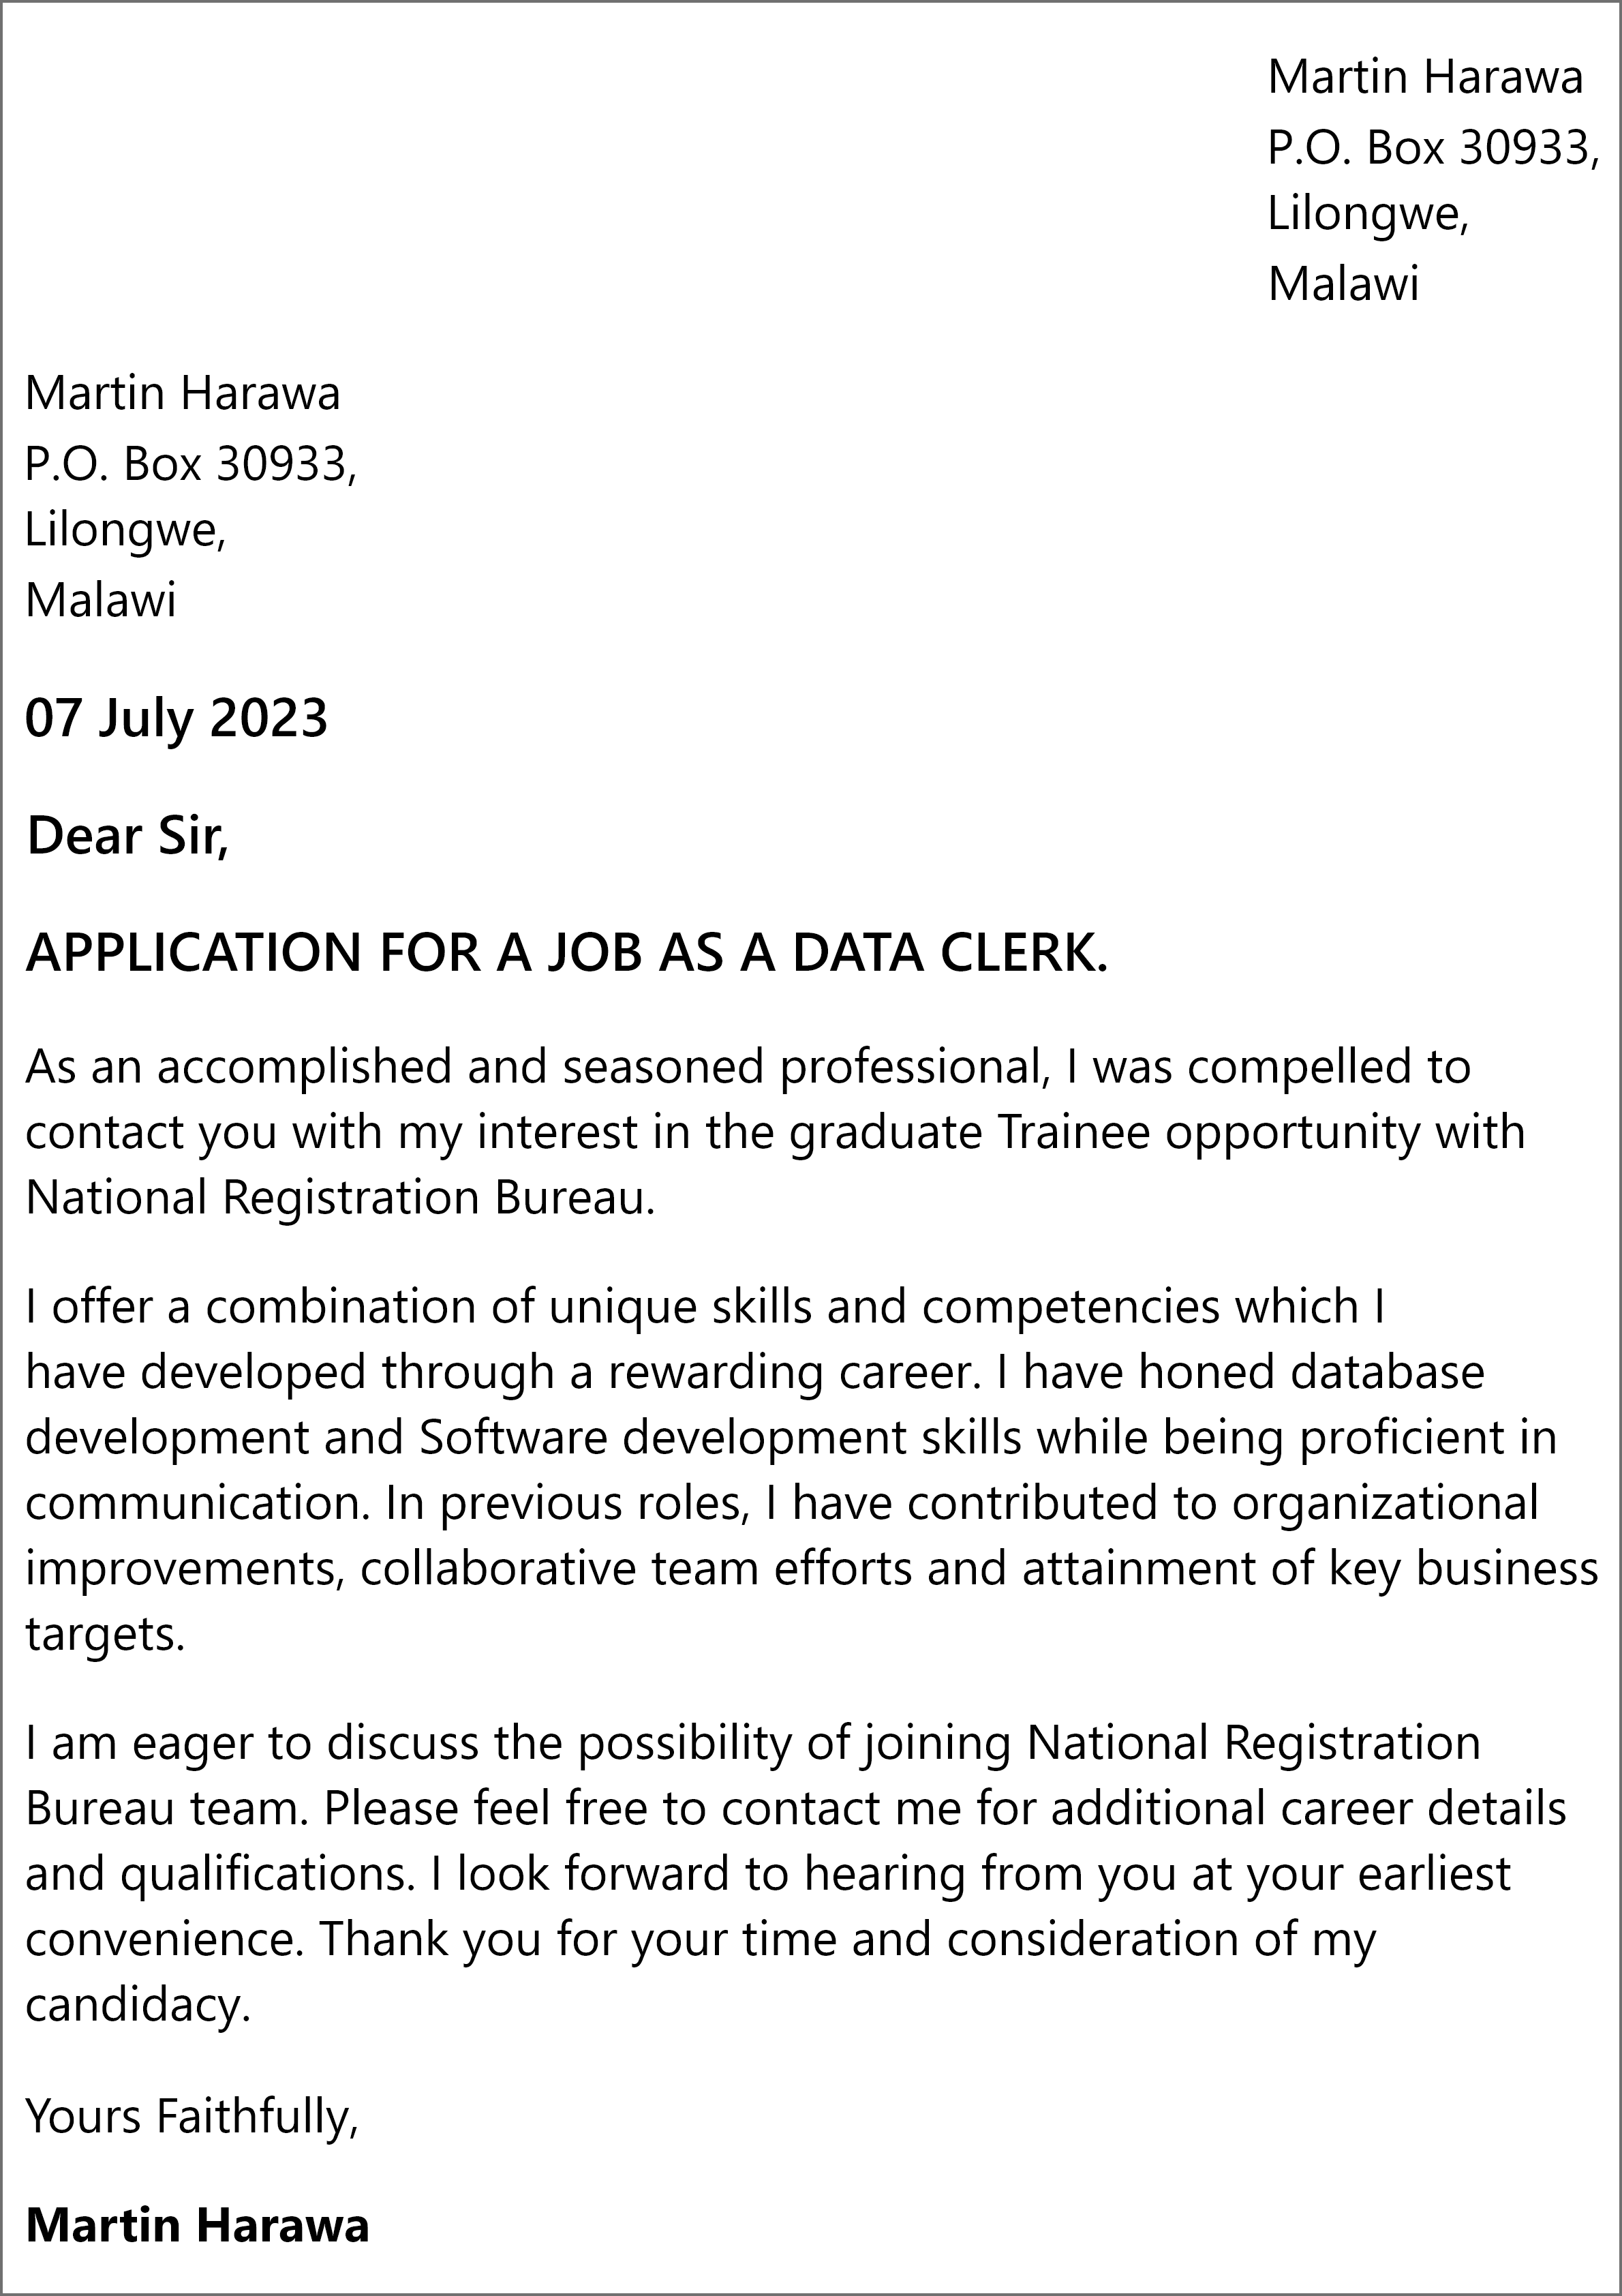 Martin Harawa
P.O. Box 30933,
Lilongwe,
Malawi
Martin Harawa
P.O. Box 30933,
Lilongwe,
Malawi
07 July 2023
Dear Sir,
APPLICATION FOR A JOB AS A DATA CLERK.
As an accomplished and seasoned professional, I was compelled to
contact you with my interest in the graduate Trainee opportunity with
National Registration Bureau.
I offer a combination of unique skills and competencies which I
have developed through a rewarding career. I have honed database
development and Software development skills while being proficient in
communication. In previous roles, I have contributed to organizational
improvements, collaborative team efforts and attainment of key business
targets.
I am eager to discuss the possibility of joining National Registration
Bureau team. Please feel free to contact me for additional career details
and qualifications. I look forward to hearing from you at your earliest
convenience. Thank you for your time and consideration of my
candidacy.
Yours Faithfully,
Martin Harawa